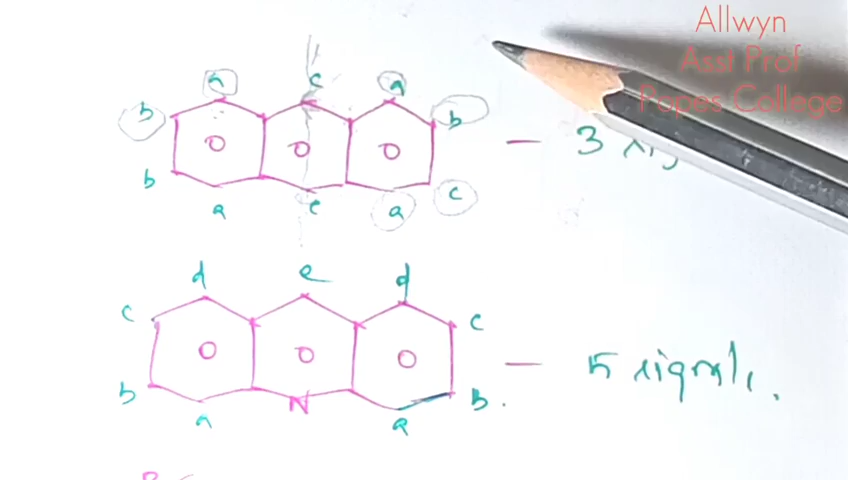 Allwyn
Asst Prof
Popes College
a c a
b b
O O O
3
b c
a c a
d e d
c c
O O O
5 signals.
b b
a N a